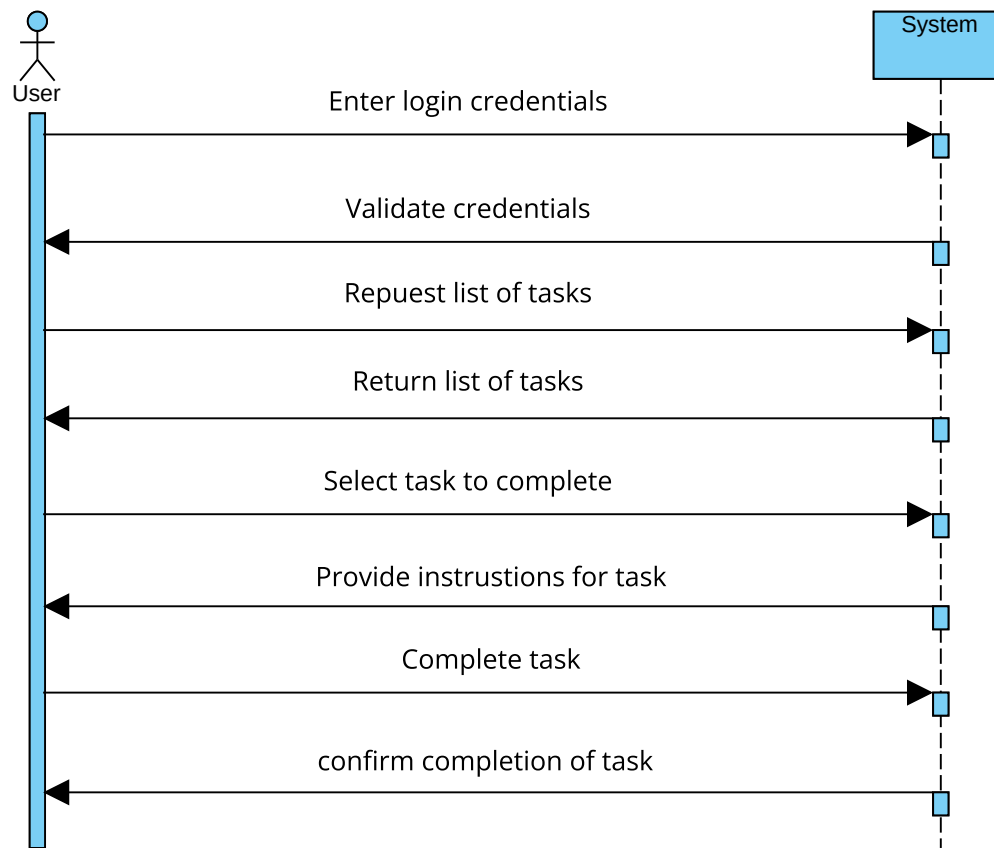 System
User
Enter login credentials
Validate credentials
Repuest list of tasks
Return list of tasks
Select task to complete
Provide instrustions for task
Complete task
confirm completion of task